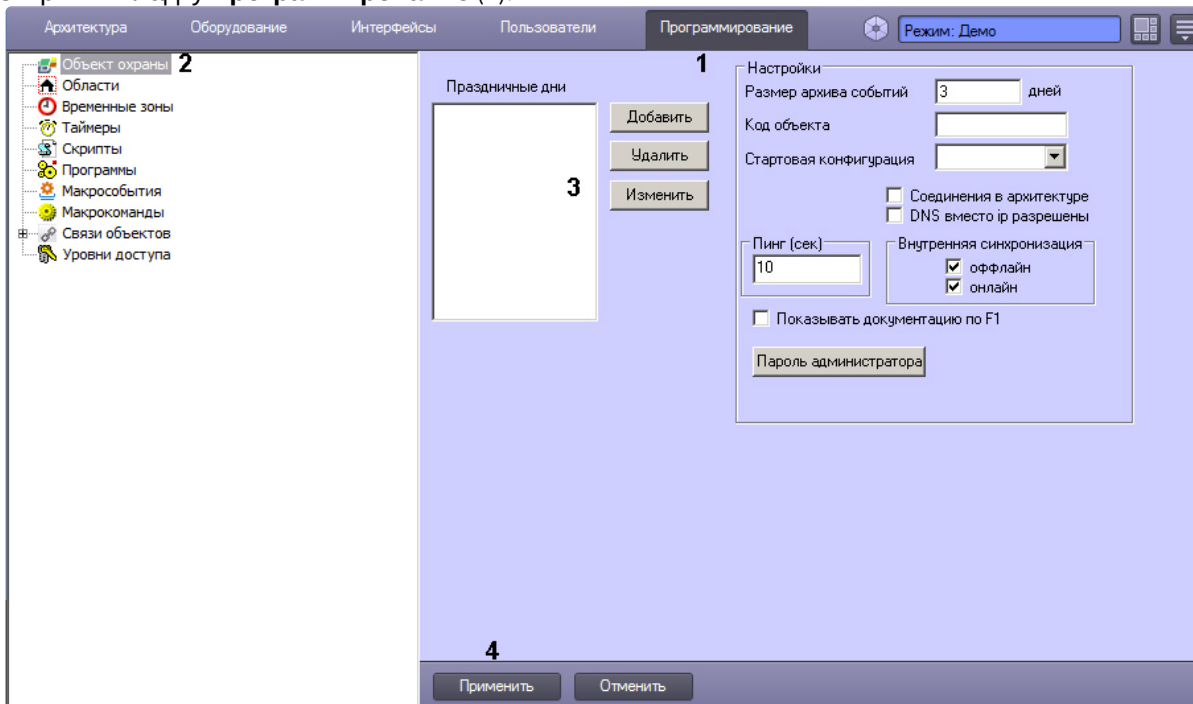 Архитектура Оборудование Интерфейсы Пользователи Программирование Режим: Демо
Объект охраны 2
Области
Временные зоны
Таймеры
Скрипты
Программы
Макрособытия
Макрокоманды
Связи объектов
Уровни доступа
Праздничные дни
3
Добавить
Удалить
Изменить
1
Настройки
Размер архива событий 3 дней
Код объекта
Стартовая конфигурация
Соединения в архитектуре
DNS вместо ip разрешены
Пинг (сек)
10
Внутренняя синхронизация
оффлайн
онлайн
Показывать документацию по F1
Пароль администратора
4
Применить Отменить